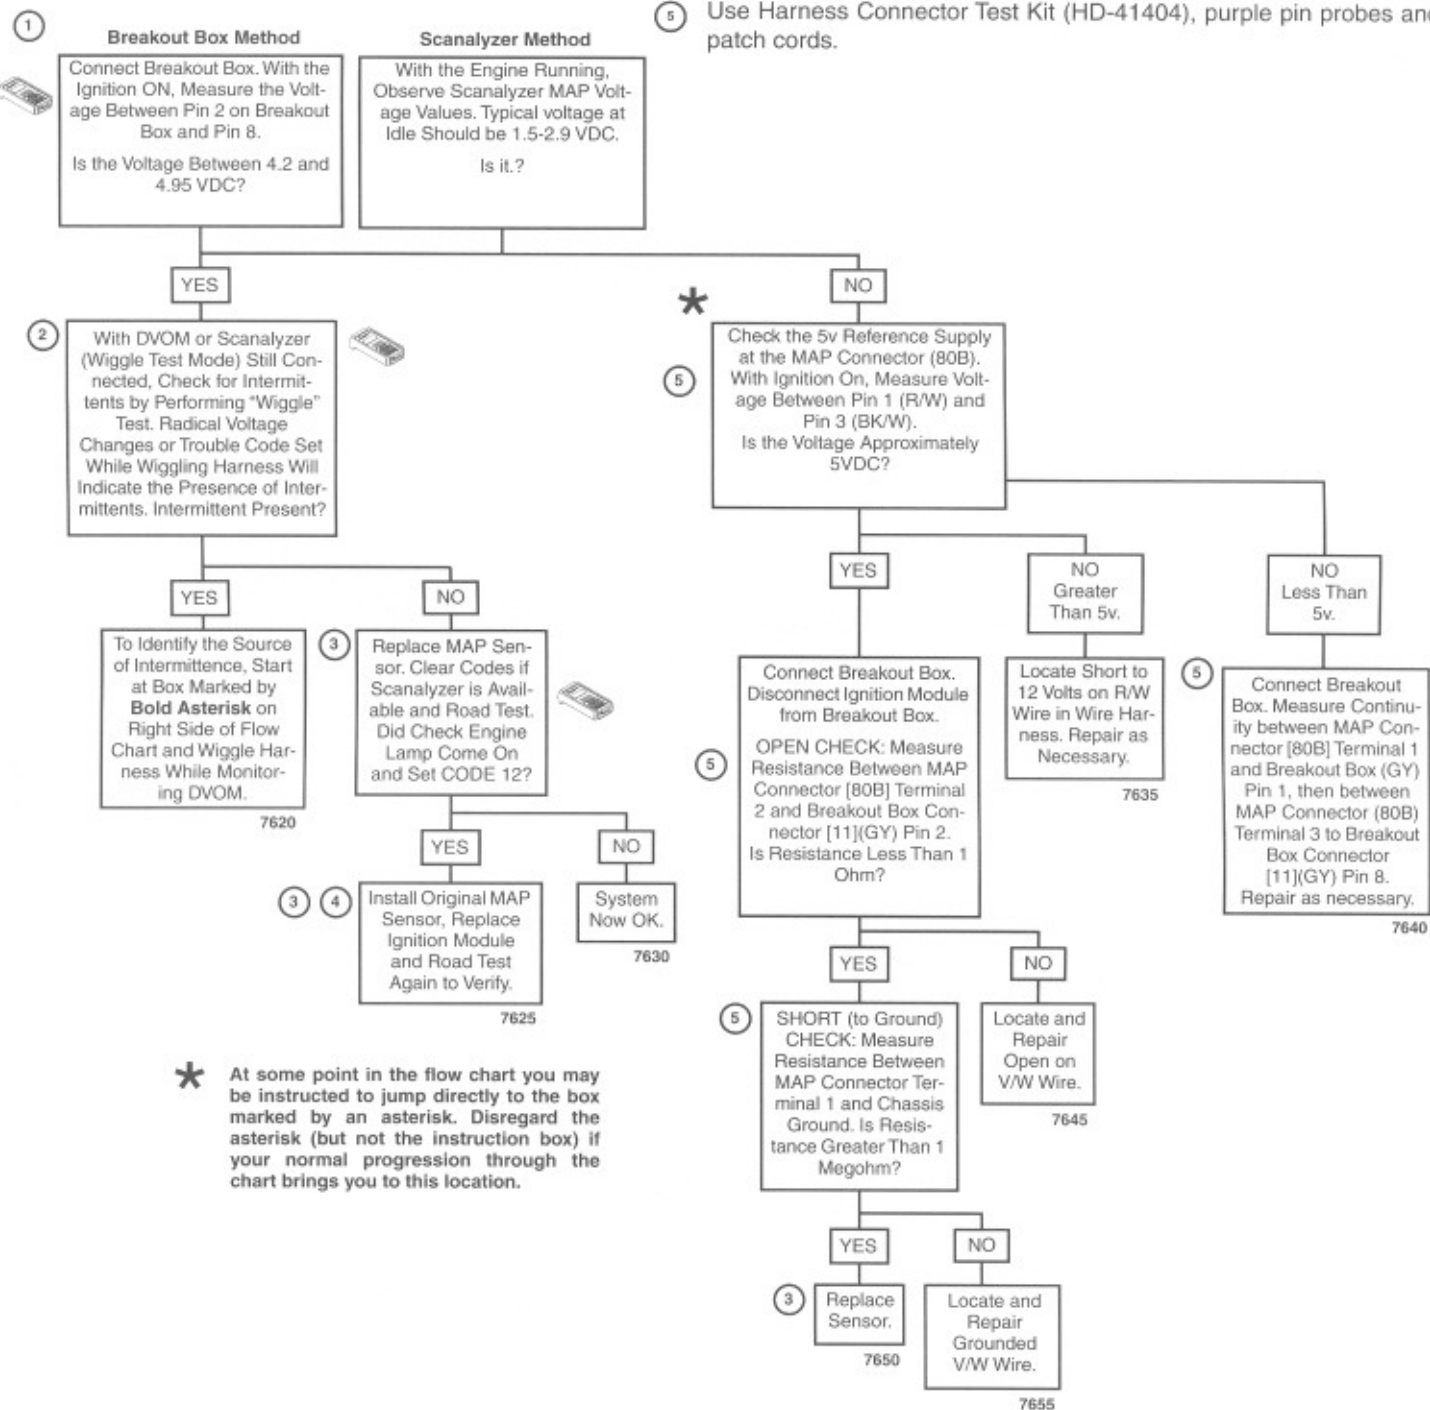 5 Use Harness Connector Test Kit (HD-41404), purple pin probes and
patch cords.
1
Breakout Box Method
Connect Breakout Box. With the
Ignition ON, Measure the Volt-
age Between Pin 2 on Breakout
Box and Pin 8.
Is the Voltage Between 4.2 and
4.95 VDC?
Scanalyzer Method
With the Engine Running,
Observe Scanalyzer MAP Volt-
age Values. Typical voltage at
Idle Should be 1.5-2.9 VDC.
Is it.?
YES
2
With DVOM or Scanalyzer
(Wiggle Test Mode) Still Con-
nected, Check for Intermit-
tents by Performing “Wiggle”
Test. Radical Voltage
Changes or Trouble Code Set
While Wiggling Harness Will
Indicate the Presence of Inter-
mittents. Intermittent Present?
YES
To Identify the Source
of Intermittence, Start
at Box Marked by
Bold Asterisk on
Right Side of Flow
Chart and Wiggle Har-
ness While Monitor-
ing DVOM.
7620
NO
3
Replace MAP Sen-
sor. Clear Codes if
Scanalyzer is Avail-
able and Road Test.
Did Check Engine
Lamp Come On
and Set CODE 12?
YES
3 4
Install Original MAP
Sensor, Replace
Ignition Module
and Road Test
Again to Verify.
7625
NO
System
Now OK.
7630
NO
*
5
Check the 5v Reference Supply
at the MAP Connector (80B).
With Ignition On, Measure Volt-
age Between Pin 1 (R/W) and
Pin 3 (BK/W).
Is the Voltage Approximately
5VDC?
YES
5
Connect Breakout Box.
Disconnect Ignition Module
from Breakout Box.
OPEN CHECK: Measure
Resistance Between MAP
Connector [80B] Terminal
2 and Breakout Box Con-
nector [11](GY) Pin 2.
Is Resistance Less Than 1
Ohm?
NO
Greater
Than 5v.
Locate Short to
12 Volts on R/W
Wire in Wire Har-
ness. Repair as
Necessary.
7635
NO
Less Than
5v.
5
Connect Breakout
Box. Measure Continu-
ity between MAP Con-
nector [80B] Terminal 1
and Breakout Box (GY)
Pin 1, then between
MAP Connector (80B)
Terminal 3 to Breakout
Box Connector
[11](GY) Pin 8.
Repair as necessary.
7640
YES
5
SHORT (to Ground)
CHECK: Measure
Resistance Between
MAP Connector Ter-
minal 1 and Chassis
Ground. Is Resis-
tance Greater Than 1
Megohm?
NO
Locate and
Repair
Open on
V/W Wire.
7645
YES
3
Replace
Sensor.
7650
NO
Locate and
Repair
Grounded
V/W Wire.
7655
* At some point in the flow chart you may
be instructed to jump directly to the box
marked by an asterisk. Disregard the
asterisk (but not the instruction box) if
your normal progression through the
chart brings you to this location.